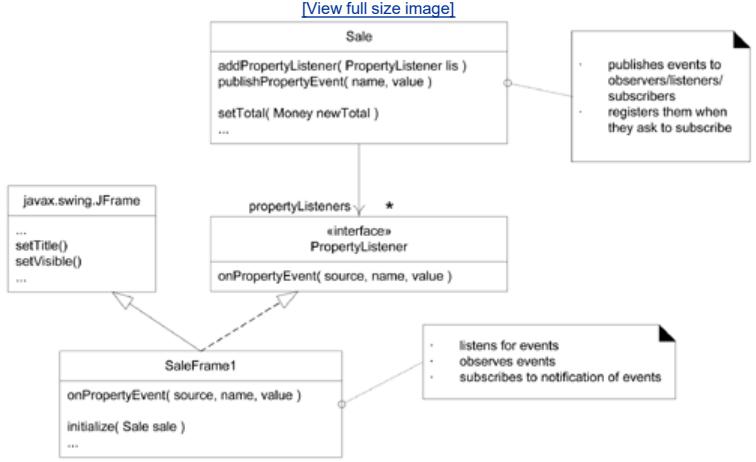 [View full size image]
Sale
addPropertyListener( PropertyListener lis )
publishPropertyEvent( name, value )
setTotal( Money newTotal )
...
· publishes events to
observers/listeners/
subscribers
· registers them when
they ask to subscribe
javax.swing.JFrame
...
setTitle()
setVisible()
...
propertyListeners *
«interface»
PropertyListener
onPropertyEvent( source, name, value )
SaleFrame1
onPropertyEvent( source, name, value )
initialize( Sale sale )
...
· listens for events
· observes events
· subscribes to notification of events